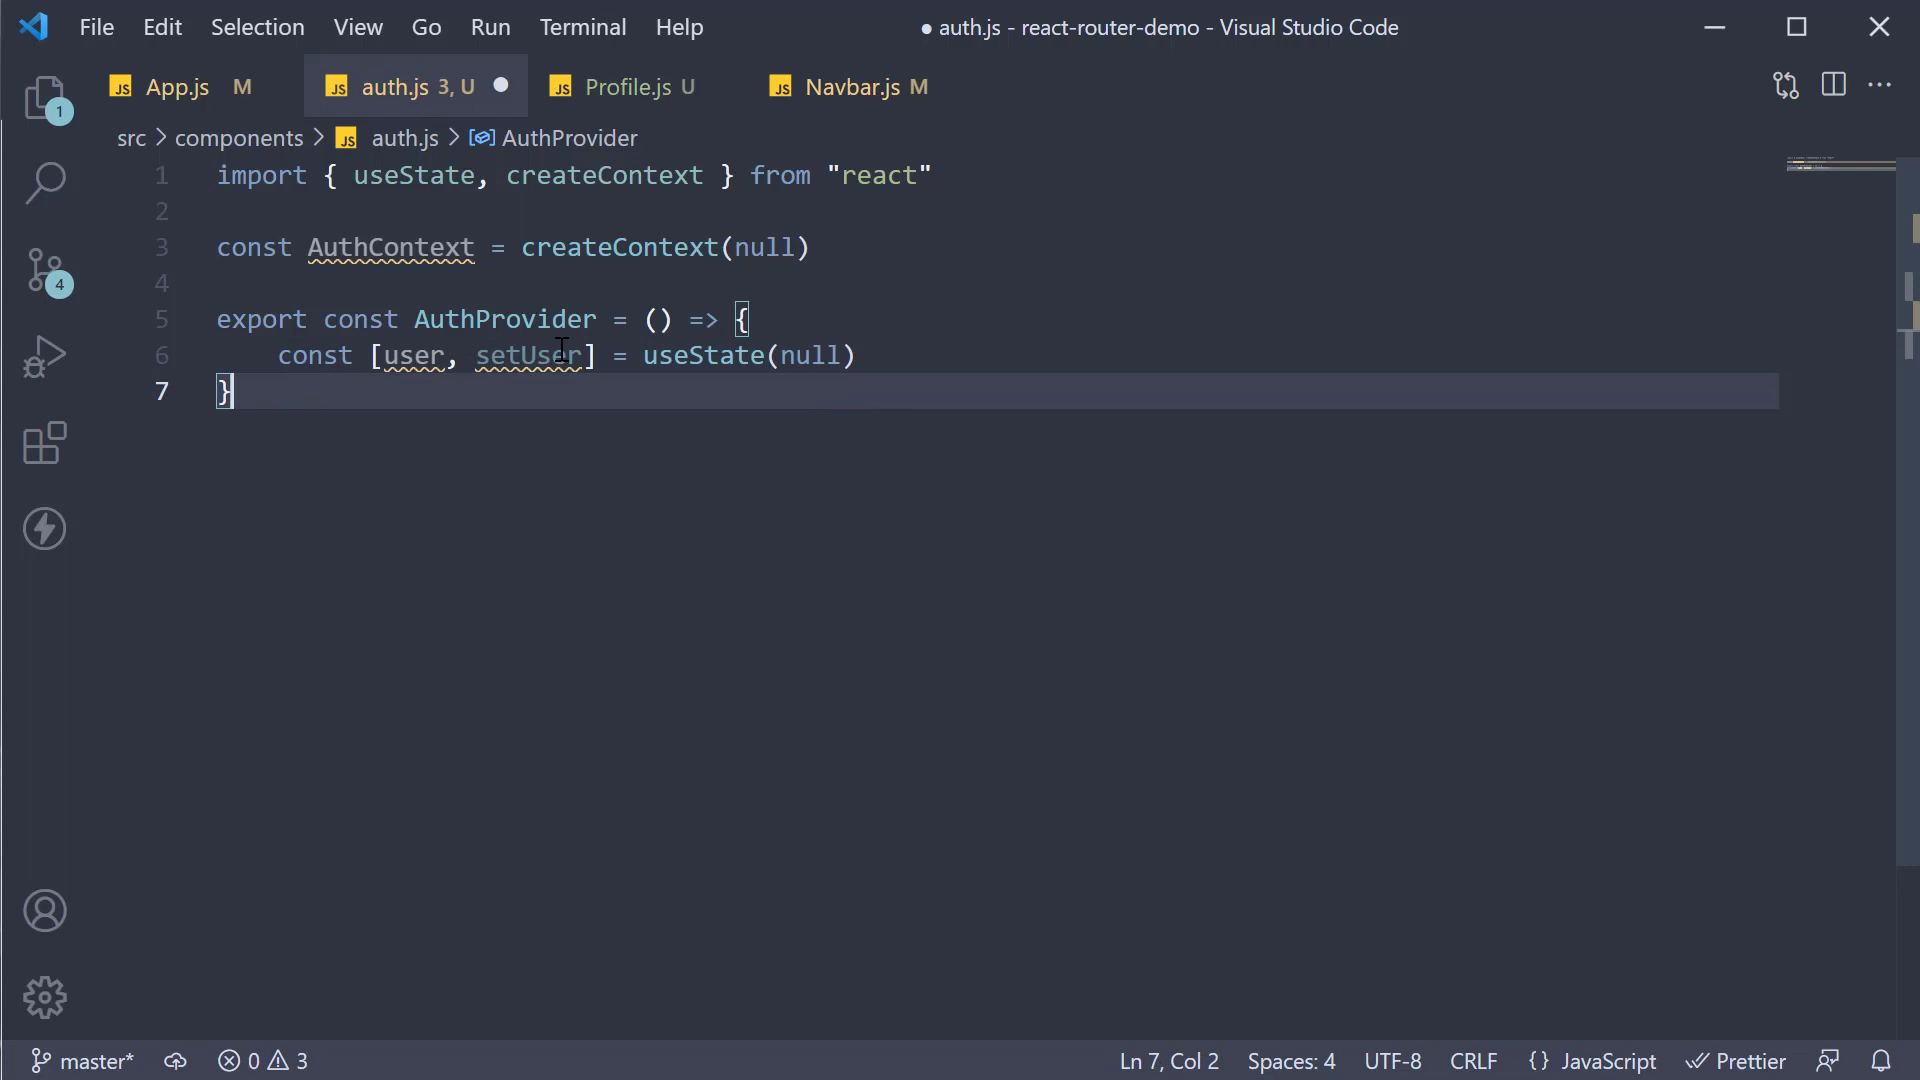 File Edit Selection View Go Run Terminal Help ● auth.js - react-router-demo - Visual Studio Code
JS App.js M JS auth.js 3, U ● JS Profile.js U JS Navbar.js M
src > components > JS auth.js > AuthProvider
1 import { useState, createContext } from "react"
2
3 const AuthContext = createContext(null)
4
5 export const AuthProvider = () => {
6 const [user, setUser] = useState(null)
7 }
1
4
master* 0 3 Ln 7, Col 2 Spaces: 4 UTF-8 CRLF {} JavaScript Prettier